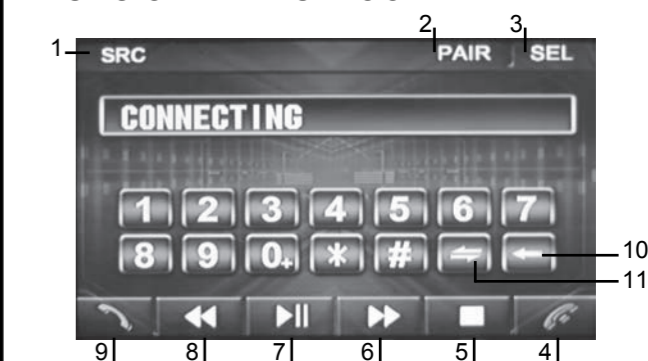 2 3
1 SRC PAIR SEL
CONNECTING
1 2 3 4 5 6 7
8 9 0+ * #
10
11
9 8 7 6 5 4